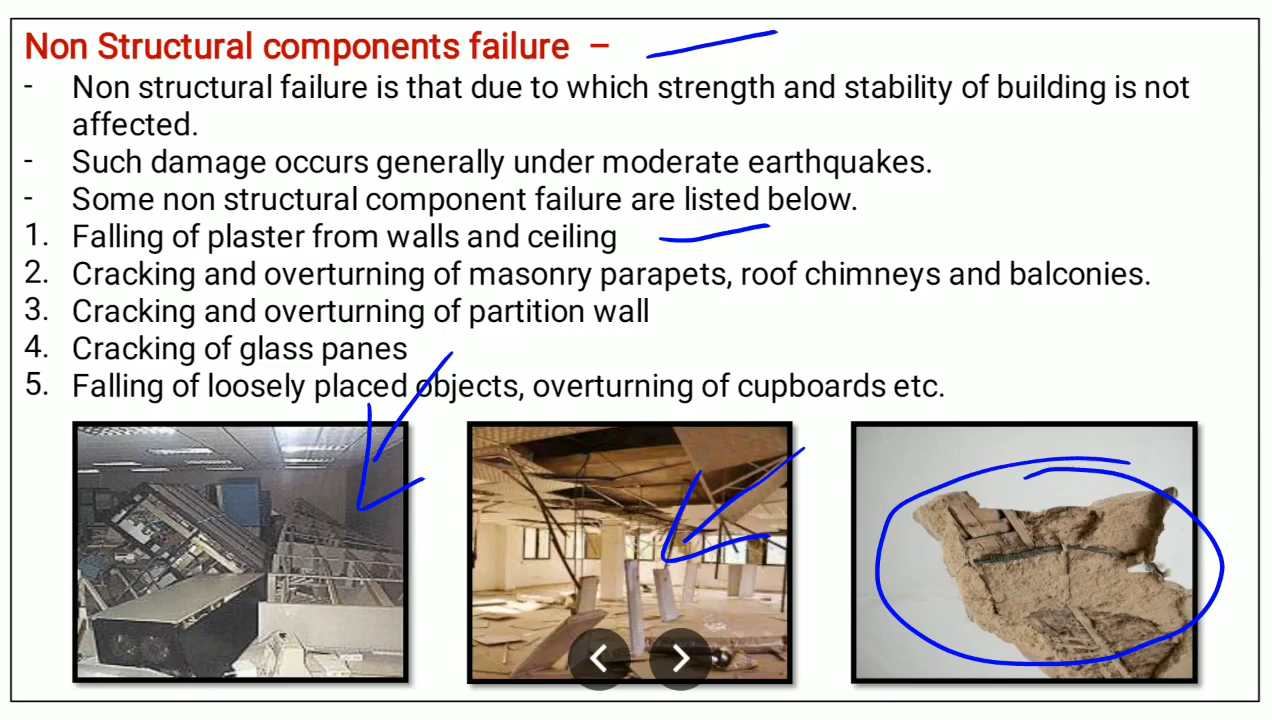 Non Structural components failure –
- Non structural failure is that due to which strength and stability of building is not
affected.
- Such damage occurs generally under moderate earthquakes.
- Some non structural component failure are listed below.
1. Falling of plaster from walls and ceiling
2. Cracking and overturning of masonry parapets, roof chimneys and balconies.
3. Cracking and overturning of partition wall
4. Cracking of glass panes
5. Falling of loosely placed objects, overturning of cupboards etc.